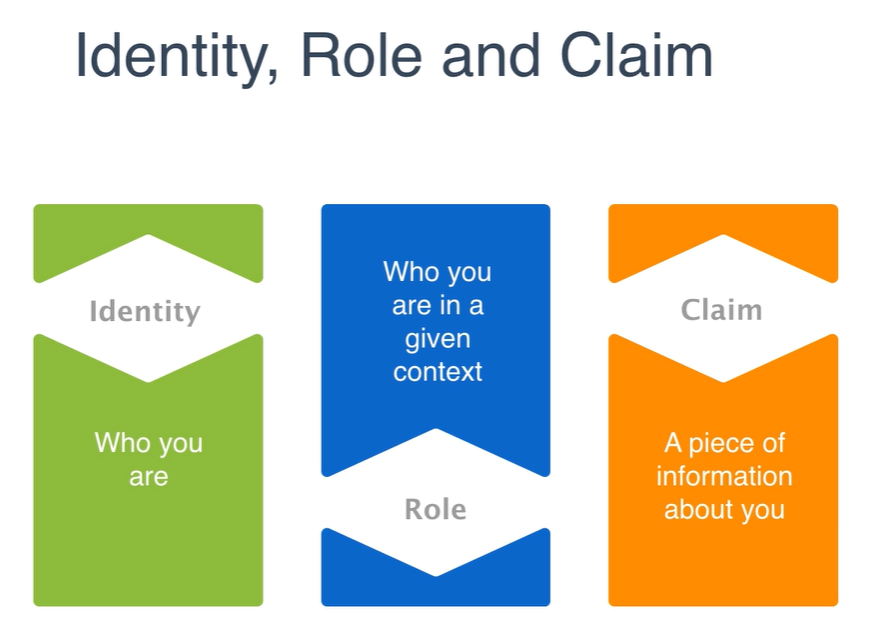 Identity, Role and Claim
Identity
Who you
are
Who you
are in a
given
context
Role
Claim
A piece of
information
about you